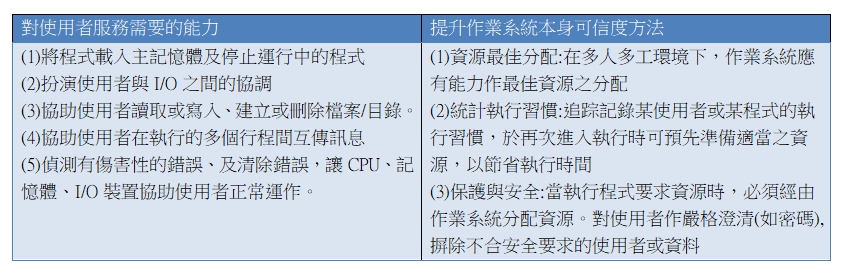 對使用者服務需要的能力
(1)將程式載入主記憶體及停止運行中的程式
(2)扮演使用者與 I/O 之間的協調
(3)協助使用者讀取或寫入、建立或刪除檔案/目錄。
(4)協助使用者在執行的多個行程間互傳訊息
(5)偵測有傷害性的錯誤、及清除錯誤，讓 CPU、記
憶體、I/O 裝置協助使用者正常運作。
提升作業系統本身可信度方法
(1)資源最佳分配:在多人多工環境下，作業系統應
有能力作最佳資源之分配
(2)統計執行習慣:追踪記錄某使用者或某程式的執
行習慣，於再次進入執行時可預先準備適當之資
源，以節省執行時間
(3)保護與安全:當執行程式要求資源時，必須經由
作業系統分配資源。對使用者作嚴格澄清(如密碼),
摒除不合安全要求的使用者或資料